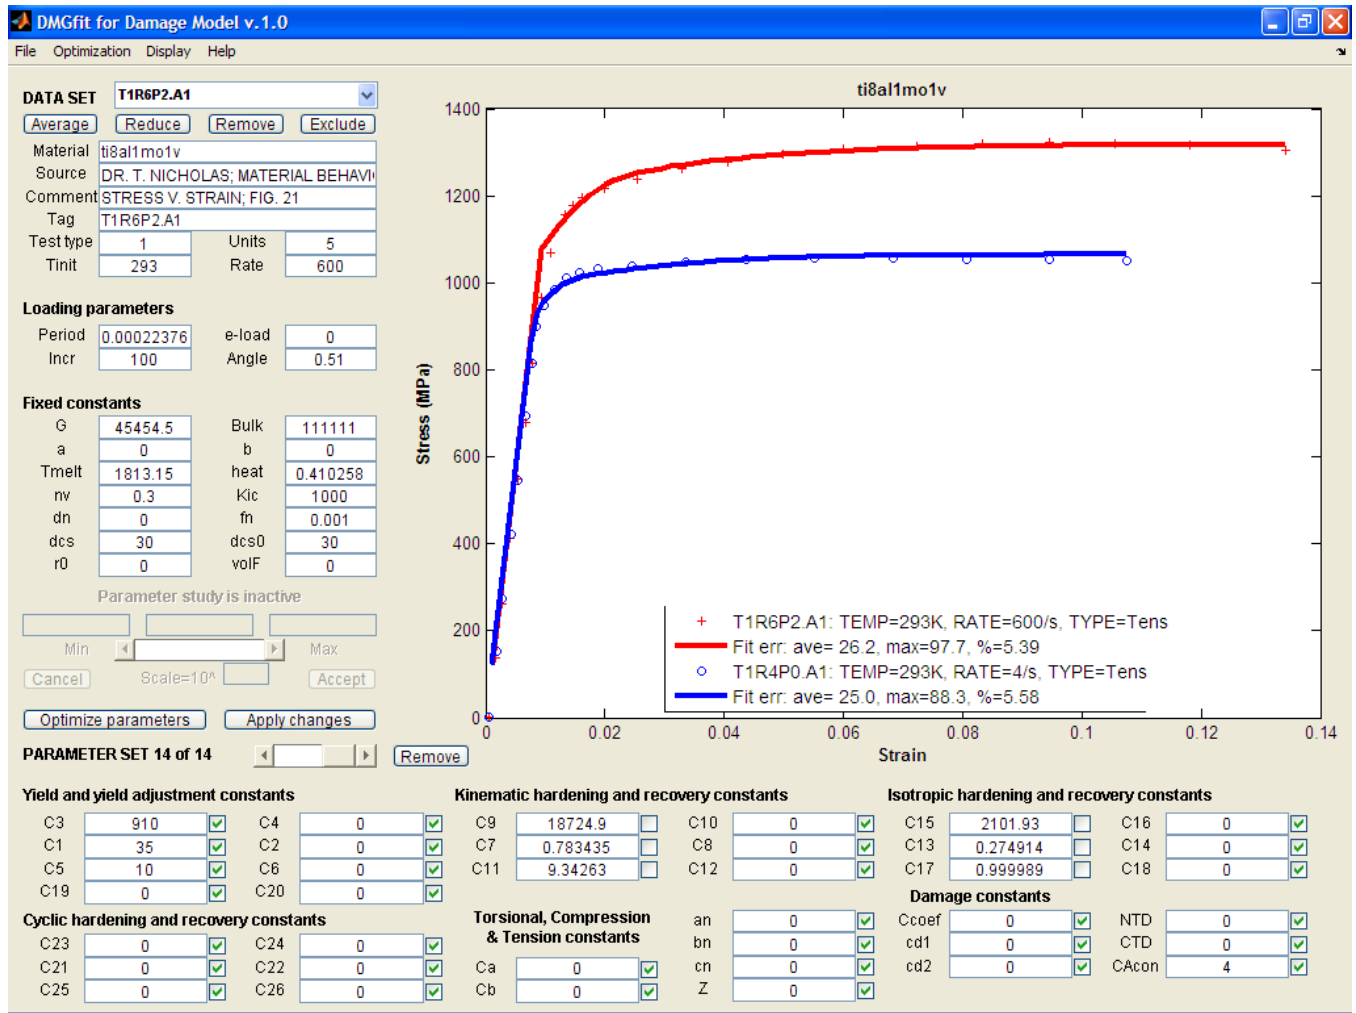 DMGfit for Damage Model v.1.0
File Optimization Display Help
DATA SET T1R6P2.A1
Average Reduce Remove Exclude
Material ti8al1mo1v
Source DR. T. NICHOLAS; MATERIAL BEHAVI
Comment STRESS V. STRAIN; FIG. 21
Tag T1R6P2.A1
Test type 1 Units 5
Tinit 293 Rate 600
Loading parameters
Period 0.00022376 e-load 0
Incr 100 Angle 0.51
Fixed constants
G 45454.5 Bulk 111111
a 0 b 0
Tmelt 1813.15 heat 0.410258
nv 0.3 Kic 1000
dn 0 fn 0.001
dcs 30 dcs0 30
r0 0 volF 0
Parameter study is inactive
Min Max
Cancel Scale=10^ Accept
Optimize parameters Apply changes
PARAMETER SET 14 of 14 Remove
ti8al1mo1v
1400
1200
1000
800
600
400
200
0
Stress (MPa)
0 0.02 0.04 0.06 0.08 0.1 0.12 0.14
Strain
T1R6P2.A1: TEMP=293K, RATE=600/s, TYPE=Tens
Fit err: ave= 26.2, max=97.7, %=5.39
T1R4P0.A1: TEMP=293K, RATE=4/s, TYPE=Tens
Fit err: ave= 25.0, max=88.3, %=5.58
Yield and yield adjustment constants
C3 910 C4 0
C1 35 C2 0
C5 10 C6 0
C19 0 C20 0
Cyclic hardening and recovery constants
C23 0 C24 0
C21 0 C22 0
C25 0 C26 0
Kinematic hardening and recovery constants
C9 18724.9 C10 0
C7 0.783435 C8 0
C11 9.34263 C12 0
Torsional, Compression
& Tension constants
Ca 0
Cb 0
an 0
bn 0
cn 0
Z 0
Isotropic hardening and recovery constants
C15 2101.93 C16 0
C13 0.274914 C14 0
C17 0.999989 C18 0
Damage constants
Ccoef 0 NTD 0
cd1 0 CTD 0
cd2 0 CAcon 4